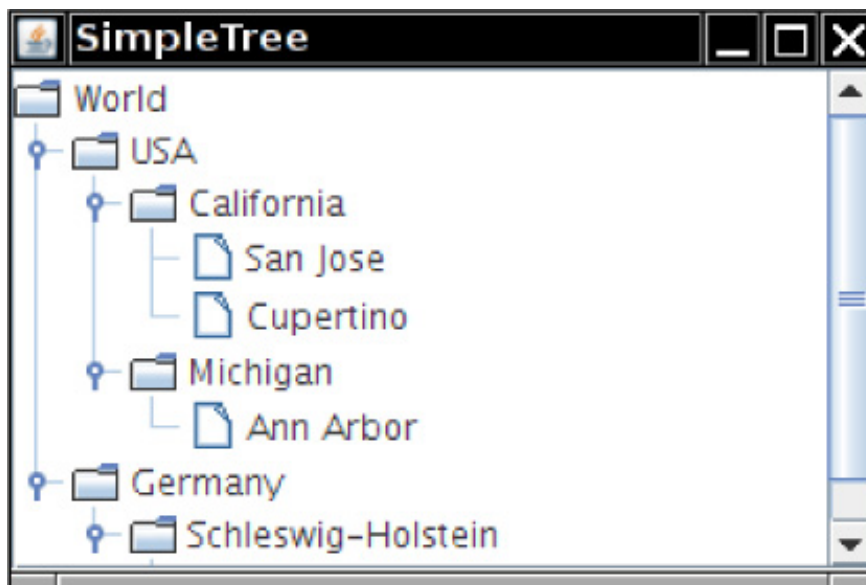 SimpleTree
World
USA
California
San Jose
Cupertino
Michigan
Ann Arbor
Germany
Schleswig-Holstein